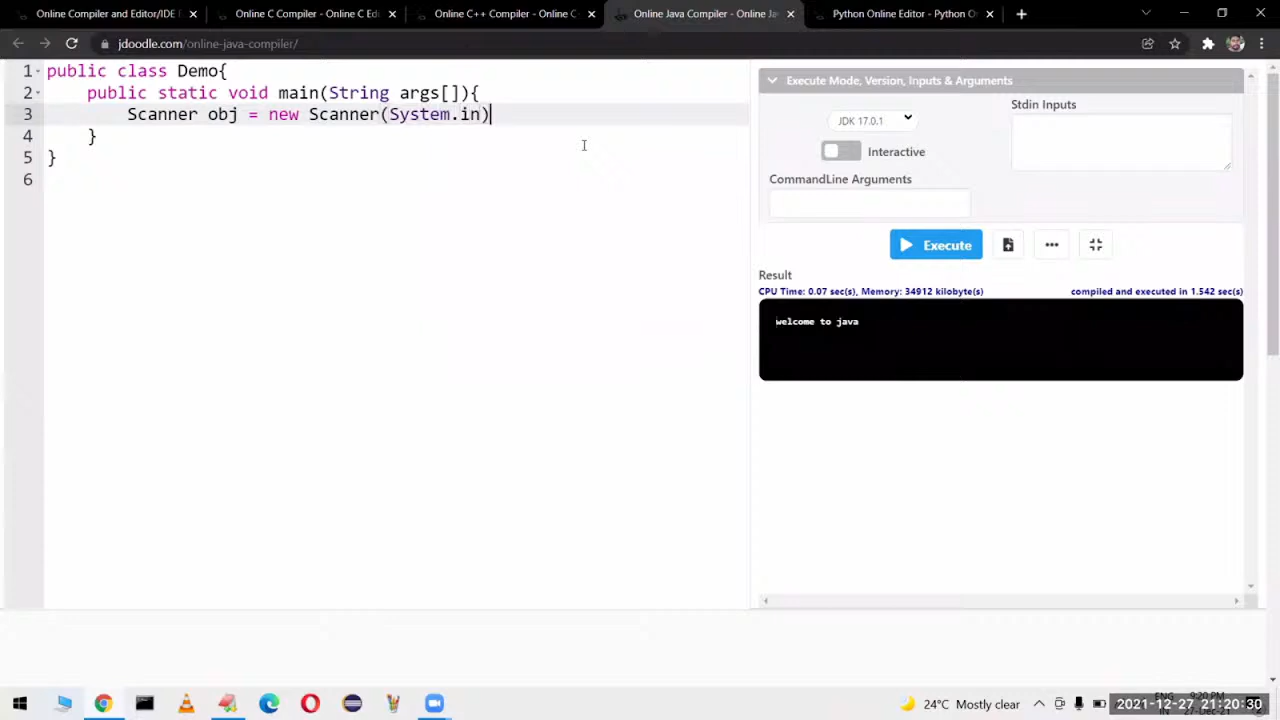 Online Compiler and Editor/IDE
Online C Compiler - Online C Ed
Online C++ Compiler - Online C
Online Java Compiler - Online Ja
Python Online Editor - Python O
jdoodle.com/online-java-compiler/
1 public class Demo{
2 public static void main(String args[]){
3 Scanner obj = new Scanner(System.in)
4 }
5 }
6
Execute Mode, Version, Inputs & Arguments
JDK 17.0.1
Stdin Inputs
Interactive
CommandLine Arguments
Execute
Result
CPU Time: 0.07 sec(s), Memory: 34912 kilobyte(s)
compiled and executed in 1.542 sec(s)
welcome to java
24°C Mostly clear
2021-12-27 21:20:30